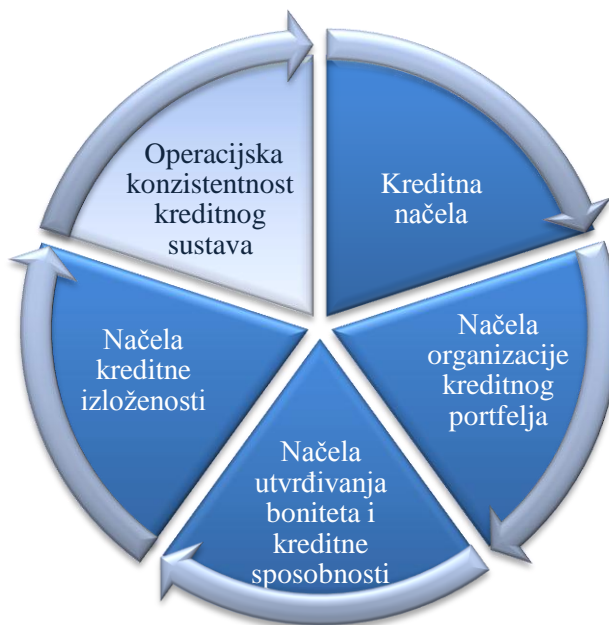 Operacijska
konzistentnost
kreditnog
sustava
Kreditna
načela
Načela
organizacije
kreditnog
portfelja
Načela
utvrđivanja
boniteta i
kreditne
sposobnosti
Načela
kreditne
izloženosti